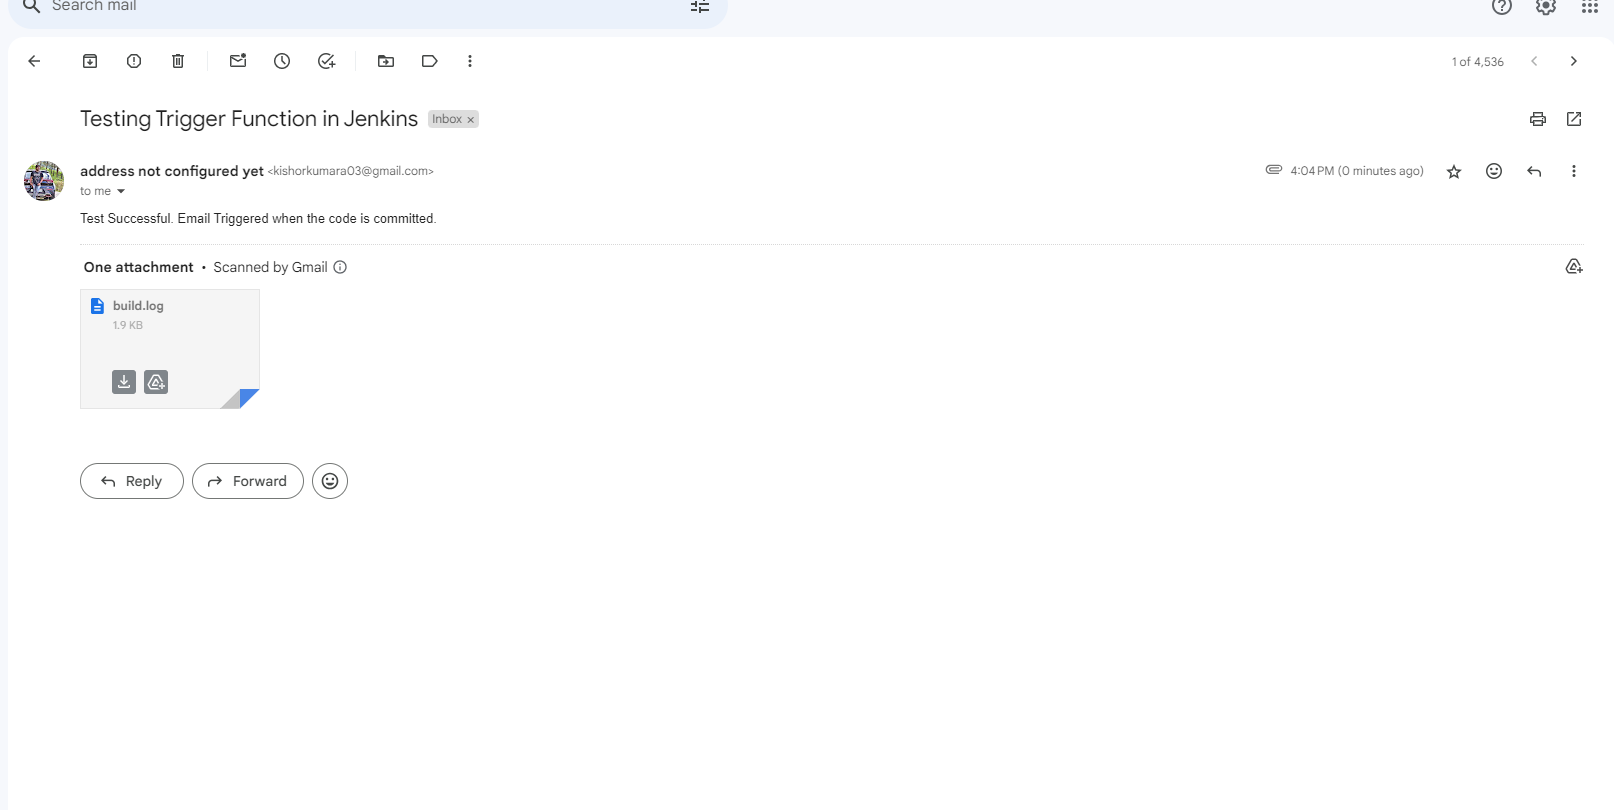 Search mail
1 of 4,536
Testing Trigger Function in Jenkins Inbox ×
address not configured yet <kishorkumara03@gmail.com> 4:04 PM (0 minutes ago)
to me
Test Successful. Email Triggered when the code is committed.
One attachment • Scanned by Gmail
build.log
1.9 KB
Reply Forward